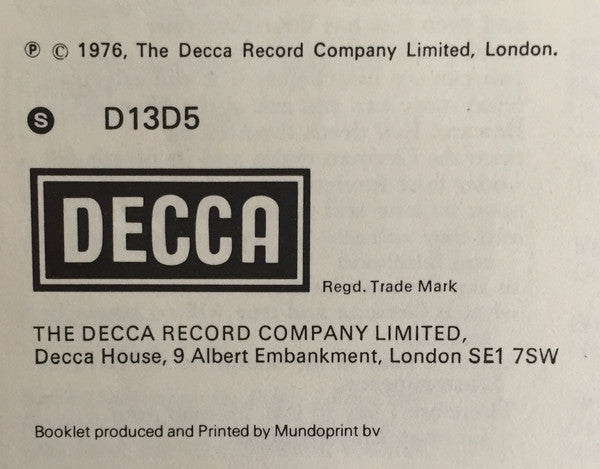 ℗ © 1976, The Decca Record Company Limited, London.
S D13D5
DECCA
Regd. Trade Mark
THE DECCA RECORD COMPANY LIMITED,
Decca House, 9 Albert Embankment, London SE1 7SW
Booklet produced and Printed by Mundoprint bv